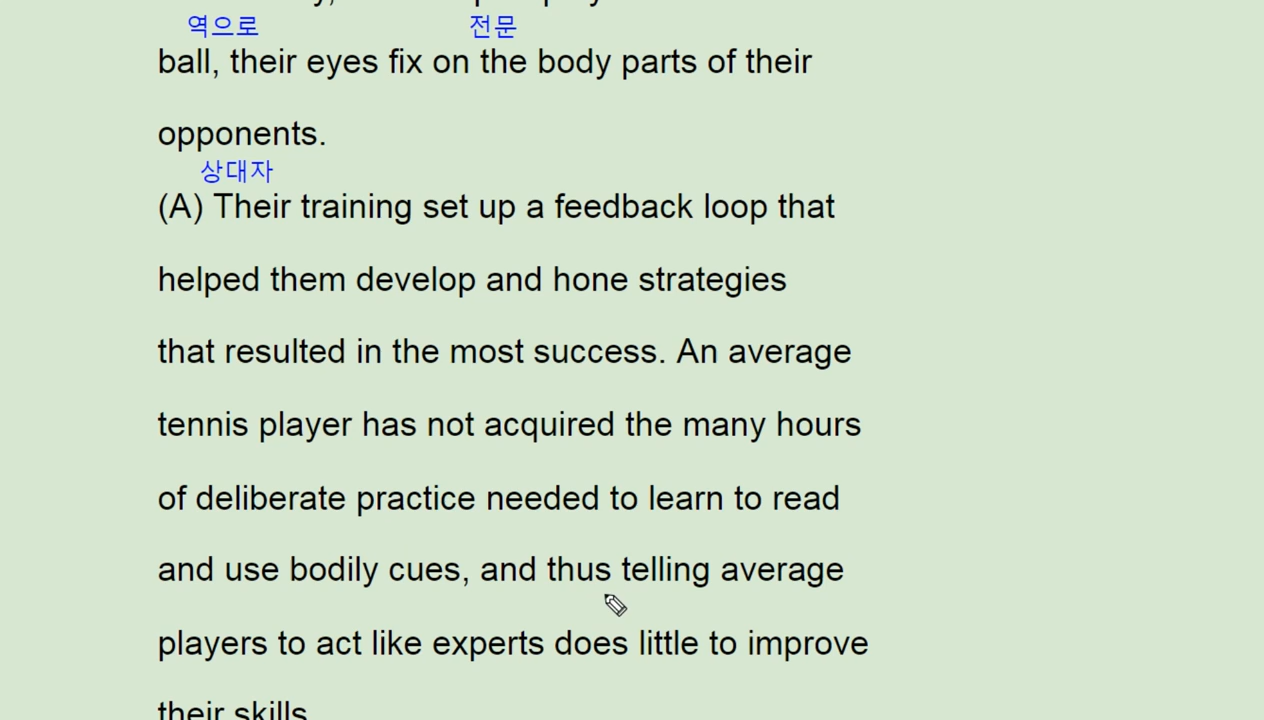 역으로 전문
ball, their eyes fix on the body parts of their
opponents.
상대자
(A) Their training set up a feedback loop that
helped them develop and hone strategies
that resulted in the most success. An average
tennis player has not acquired the many hours
of deliberate practice needed to learn to read
and use bodily cues, and thus telling average
players to act like experts does little to improve
their skills